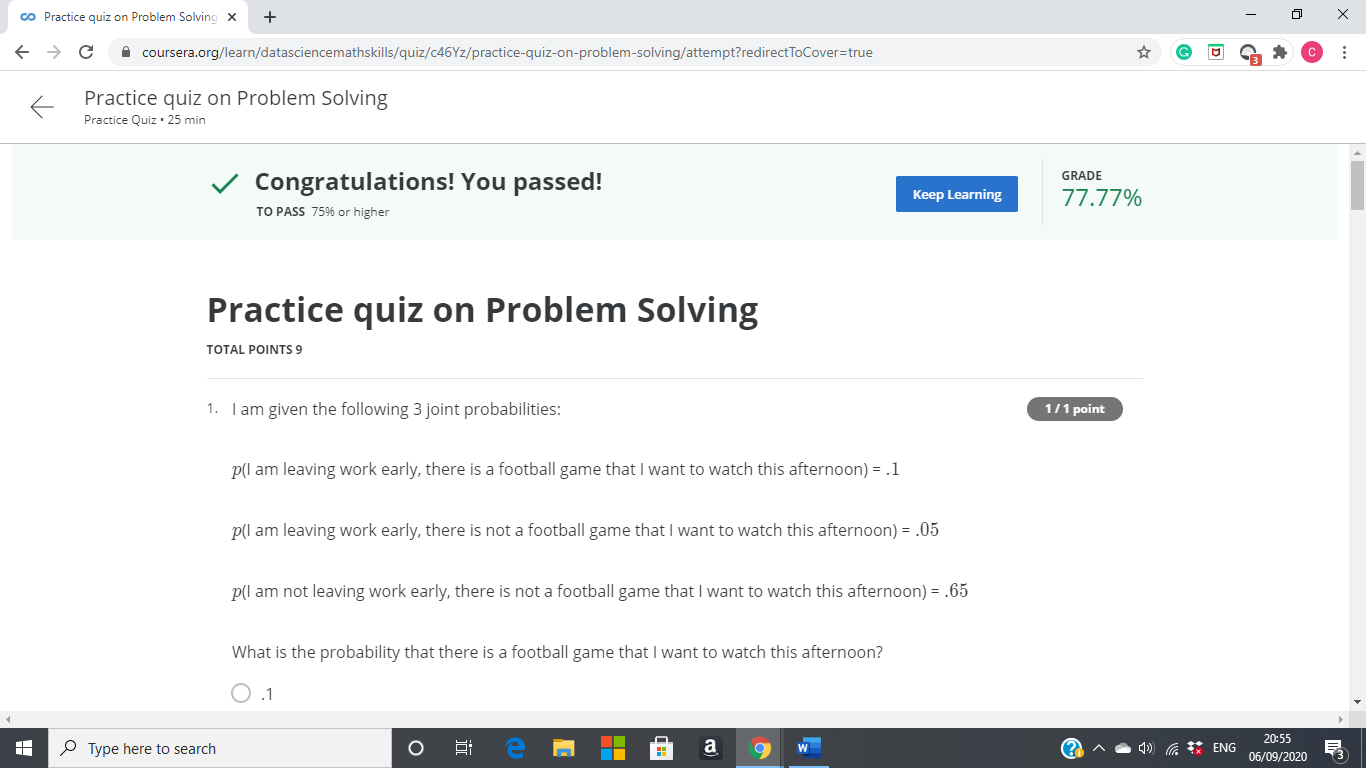 Practice quiz on Problem Solving
coursera.org/learn/datasciencemathskills/quiz/c46Yz/practice-quiz-on-problem-solving/attempt?redirectToCover=true
3
C
Practice quiz on Problem Solving
Practice Quiz • 25 min
Congratulations! You passed!
TO PASS 75% or higher
Keep Learning
GRADE
77.77%
Practice quiz on Problem Solving
TOTAL POINTS 9
1. I am given the following 3 joint probabilities:
1 / 1 point
p(I am leaving work early, there is a football game that I want to watch this afternoon) = .1
p(I am leaving work early, there is not a football game that I want to watch this afternoon) = .05
p(I am not leaving work early, there is not a football game that I want to watch this afternoon) = .65
What is the probability that there is a football game that I want to watch this afternoon?
.1
Type here to search
ENG
20:55
06/09/2020
3